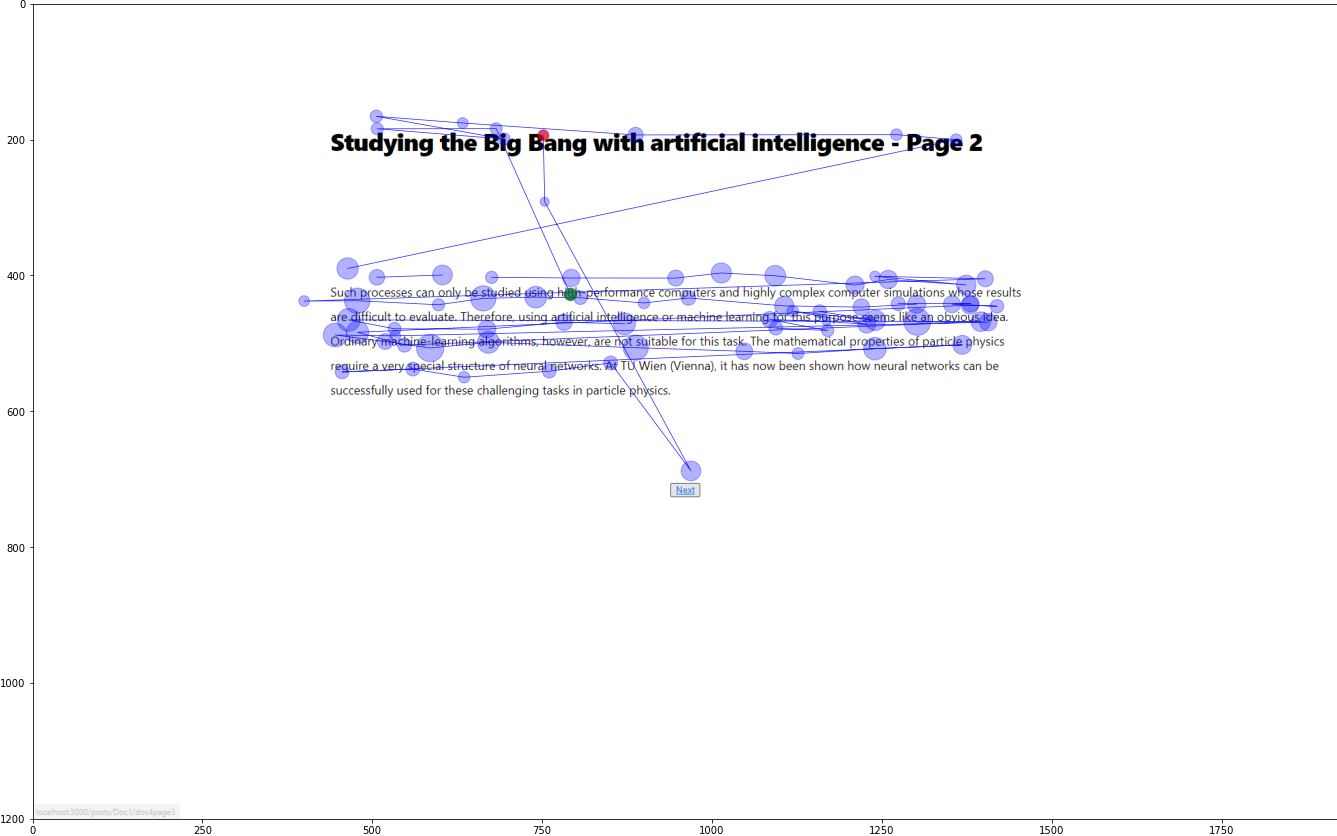 0
200
400
600
800
1000
1200
Studying the Big Bang with artificial intelligence - Page 2
Such processes can only be studied using high-performance computers and highly complex computer simulations whose results
are difficult to evaluate. Therefore, using artificial intelligence or machine learning for this purpose seems like an obvious idea.
Ordinary machine-learning algorithms, however, are not suitable for this task. The mathematical properties of particle physics
require a very special structure of neural networks. At TU Wien (Vienna), it has now been shown how neural networks can be
successfully used for these challenging tasks in particle physics.
Next
localhost:3000/posts/Doc1/doc4page3
0 250 500 750 1000 1250 1500 1750